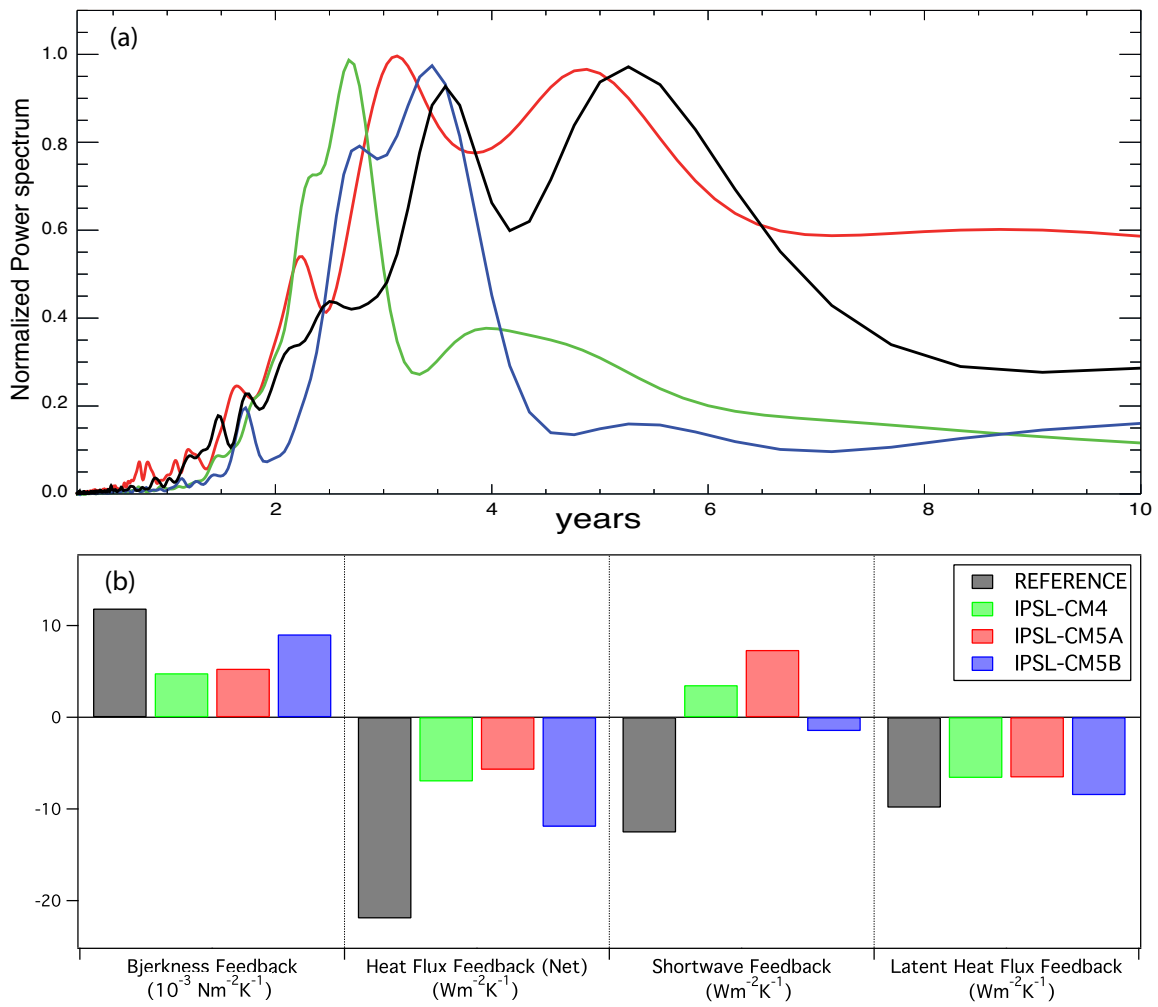 (a)
Normalized Power spectrum
1.0
0.8
0.6
0.4
0.2
0.0
2
4
6
8
10
years
(b)
REFERENCE
IPSL-CM4
IPSL-CM5A
IPSL-CM5B
10
0
-10
-20
Bjerkness Feedback
(10⁻³ Nm⁻²K⁻¹)
Heat Flux Feedback (Net)
(Wm⁻²K⁻¹)
Shortwave Feedback
(Wm⁻²K⁻¹)
Latent Heat Flux Feedback
(Wm⁻²K⁻¹)